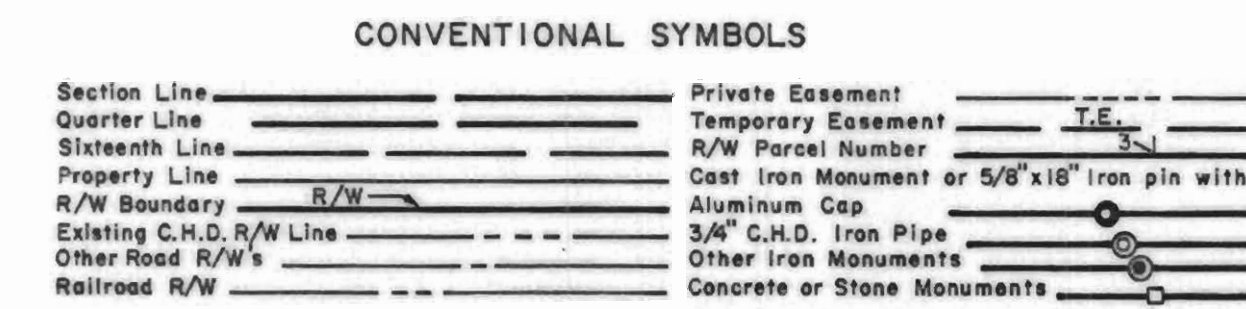 CONVENTIONAL SYMBOLS
Section Line
Quarter Line
Sixteenth Line
Property Line
R/W Boundary R/W
Existing C.H.D. R/W Line
Other Road R/W's
Railroad R/W
Private Easement
Temporary Easement T.E.
R/W Parcel Number 3
Cast Iron Monument or 5/8"x18" Iron pin with
Aluminum Cap
3/4" C.H.D. Iron Pipe
Other Iron Monuments
Concrete or Stone Monuments